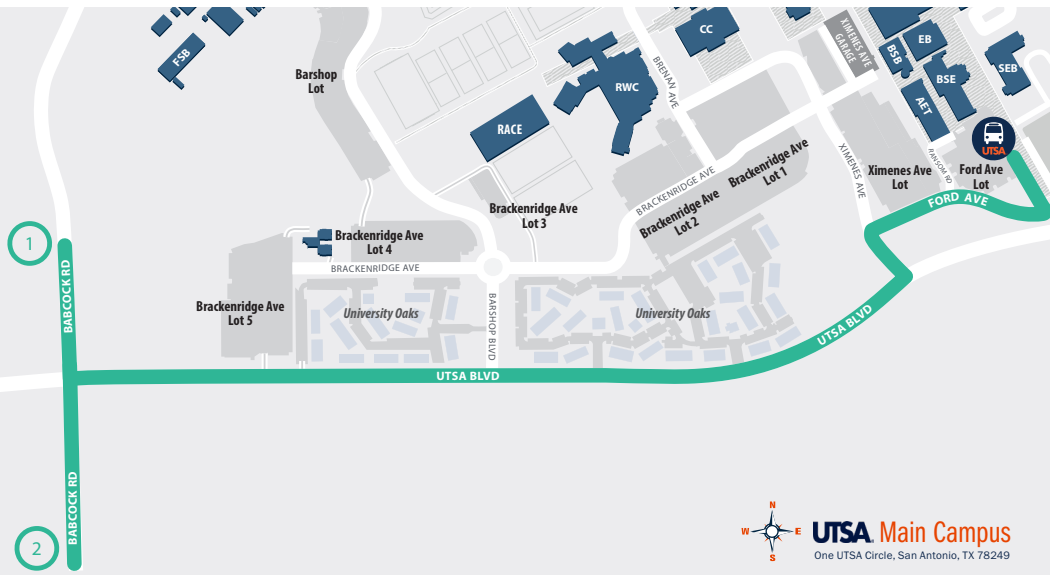 FSB
Barshop
Lot
RACE
RWC
CC
BRENAN AVE
XIMENES AVE
GARAGE
BSB
EB
BSE
AET
SEB
UTSA
RANSOM RD
XIMENES AVE
Ximenes Ave
Lot
Ford Ave
Lot
FORD AVE
Brackenridge Ave
Lot 1
BRACKENRIDGE AVE
Brackenridge Ave
Lot 2
Brackenridge Ave
Lot 3
Brackenridge Ave
Lot 4
BRACKENRIDGE AVE
1
BABCOCK RD
Brackenridge Ave
Lot 5
University Oaks
BARSHOP BLVD
University Oaks
UTSA BLVD
UTSA BLVD
BABCOCK RD
2
N
W
E
S
UTSA. Main Campus
One UTSA Circle, San Antonio, TX 78249